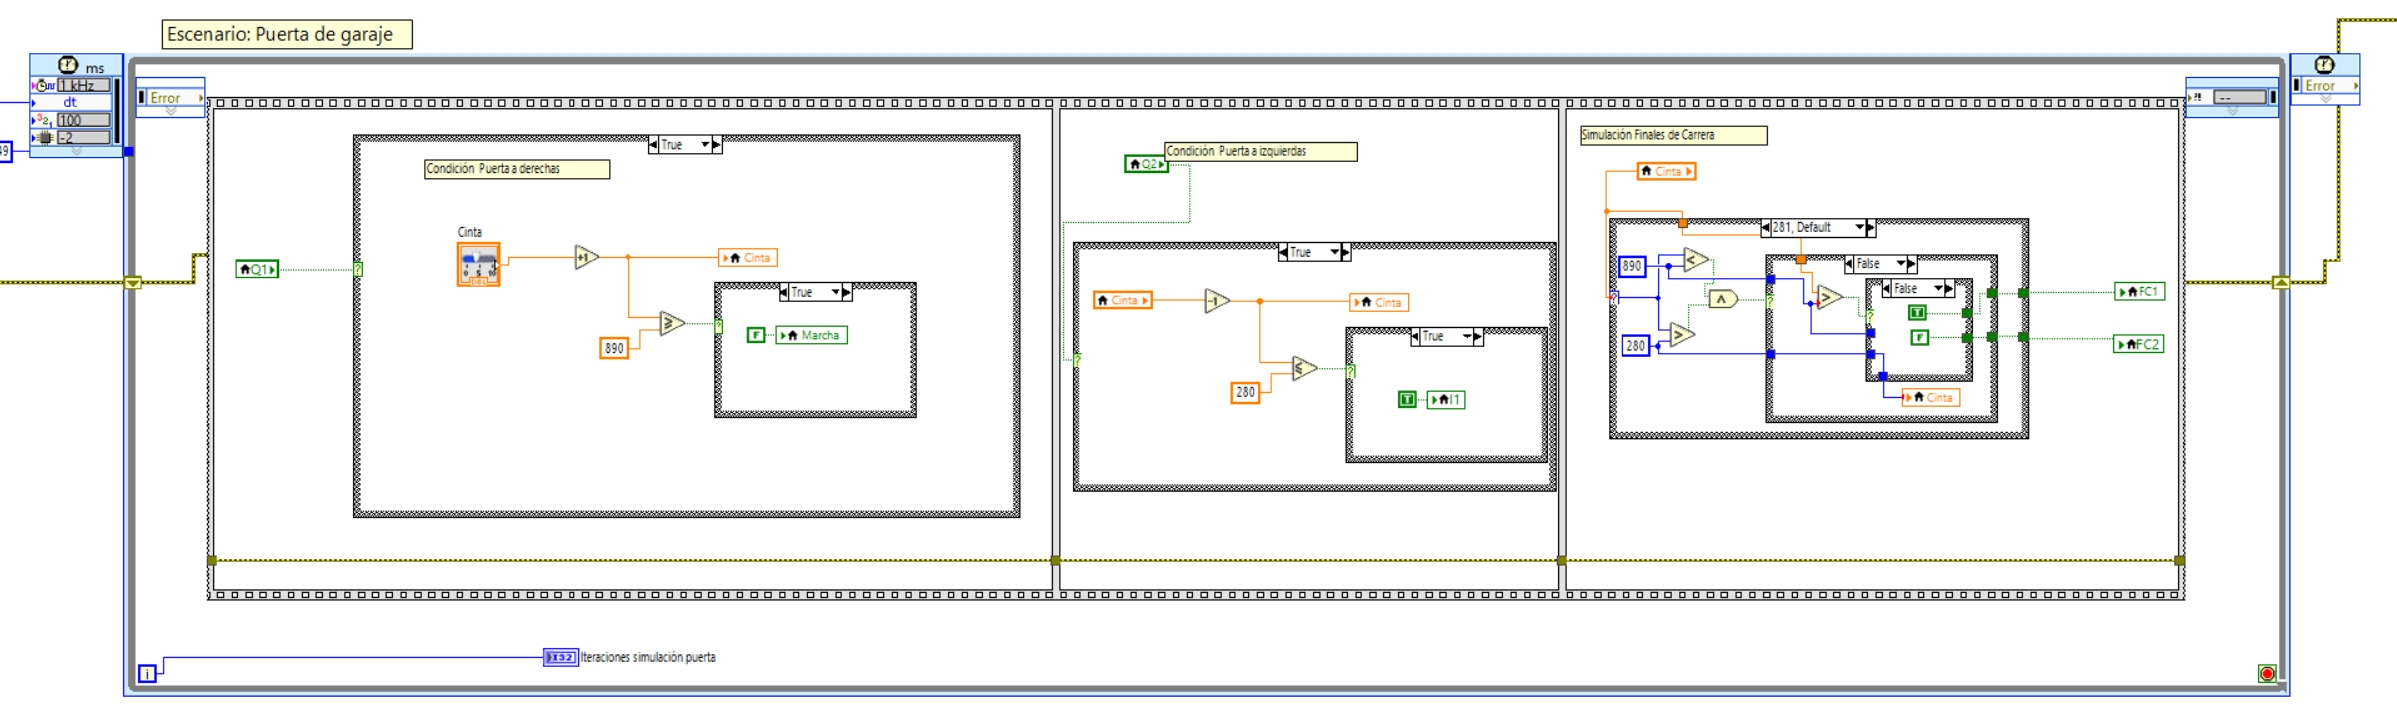 Escenario: Puerta de garaje
ms
1 kHz
dt
100
-2
Error
Error
--
True
Condición Puerta a derechas
Q1
Cinta
DBL
+1
Cinta
≥
890
True
F
Marcha
Q2
Condición Puerta a izquierdas
True
Cinta
-1
Cinta
≤
280
True
T
I1
Simulación Finales de Carrera
Cinta
281, Default
890
<
∧
>
280
False
>
False
T
F
Cinta
FC1
FC2
i
I32
Iteraciones simulación puerta